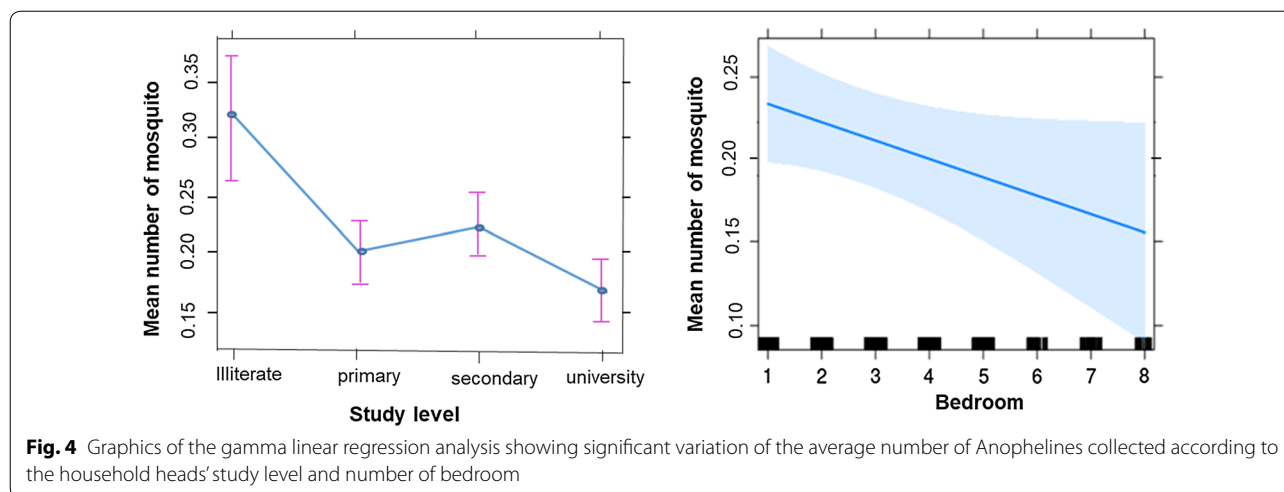 Mean number of mosquito
0.35
0.30
0.25
0.20
0.15
Illiterate primary secondary university
Study level
Mean number of mosquito
0.25
0.20
0.15
0.10
1 2 3 4 5 6 7 8
Bedroom
Fig. 4 Graphics of the gamma linear regression analysis showing significant variation of the average number of Anophelines collected according to
the household heads’ study level and number of bedroom